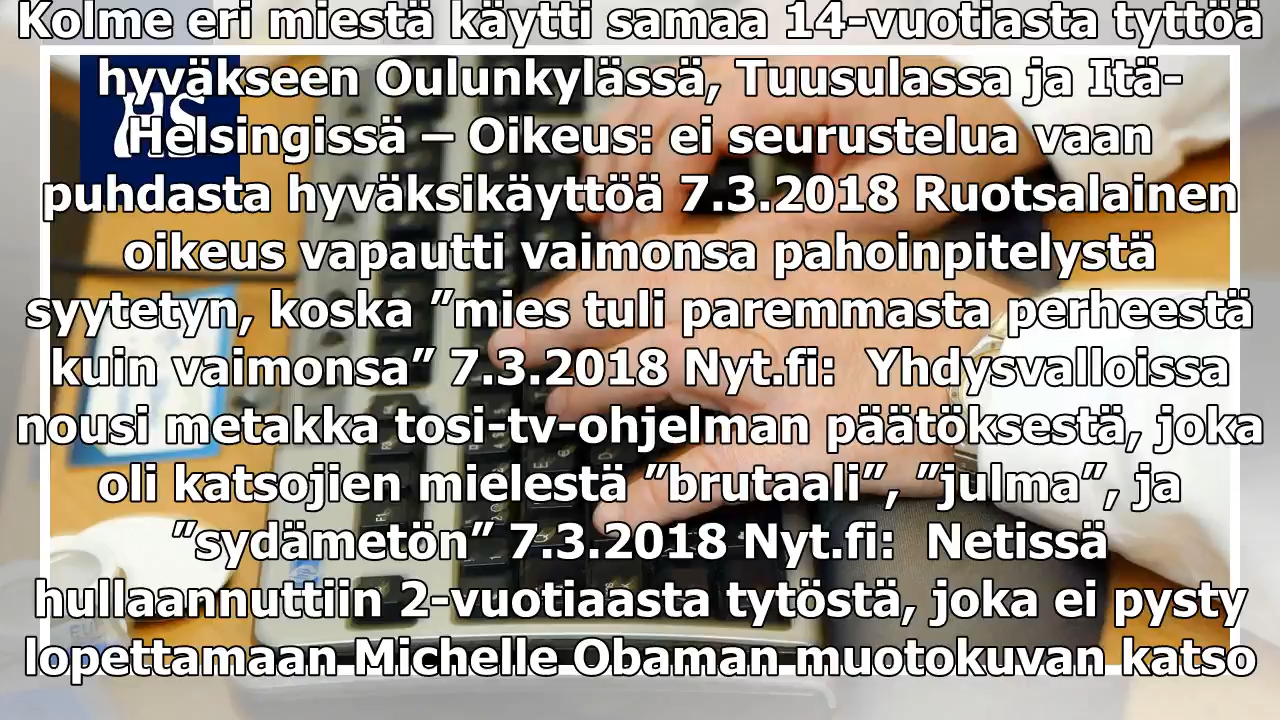 Kolme eri miestä käytti samaa 14-vuotiasta tyttöä
hyväkseen Oulunkylässä, Tuusulassa ja Itä-
Helsingissä – Oikeus: ei seurustelua vaan
puhdasta hyväksikäyttöä 7.3.2018 Ruotsalainen
oikeus vapautti vaimonsa pahoinpitelystä
syytetyn, koska ”mies tuli paremmasta perheestä
kuin vaimonsa” 7.3.2018 Nyt.fi: Yhdysvalloissa
nousi metakka tosi-tv-ohjelman päätöksestä, joka
oli katsojien mielestä ”brutaali”, ”julma”, ja
”sydämetön” 7.3.2018 Nyt.fi: Netissä
hullaannuttiin 2-vuotiaasta tytöstä, joka ei pysty
lopettamaan Michelle Obaman muotokuvan katso
HS